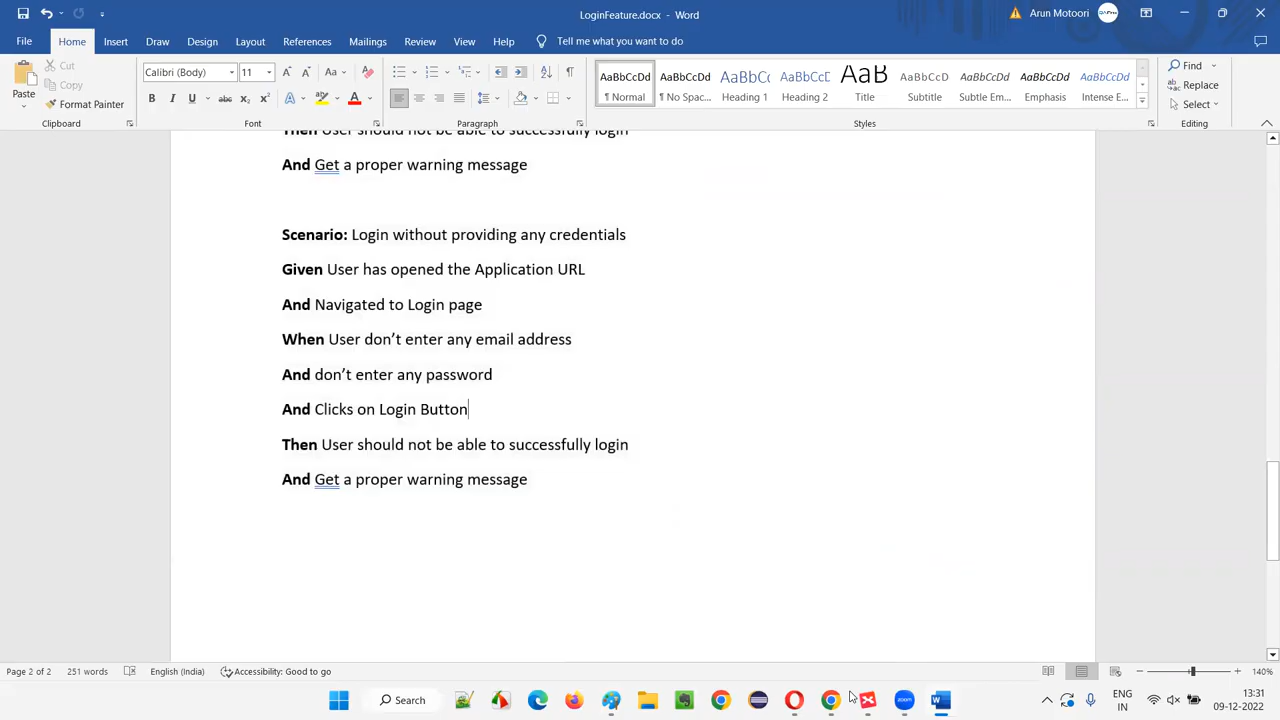 LoginFeature.docx - Word
Arun Motoori
File Home Insert Draw Design Layout References Mailings Review View Help Tell me what you want to do
Paste
Cut
Copy
Format Painter
Clipboard
Calibri (Body) 11
Font
Paragraph
AaBbCcDd AaBbCcDd AaBbCc AaBbCcD AaB AaBbCcDd AaBbCcDd AaBbCcDd AaBbCcDd
¶ Normal ¶ No Spac... Heading 1 Heading 2 Title Subtitle Subtle Em... Emphasis Intense E...
Styles
Find
Replace
Select
Editing
Then User should not be able to successfully login
And Get a proper warning message
Scenario: Login without providing any credentials
Given User has opened the Application URL
And Navigated to Login page
When User don’t enter any email address
And don’t enter any password
And Clicks on Login Button
Then User should not be able to successfully login
And Get a proper warning message
Page 2 of 2 251 words English (India) Accessibility: Good to go 140%
Search
zoom
ENG
IN
13:31
09-12-2022